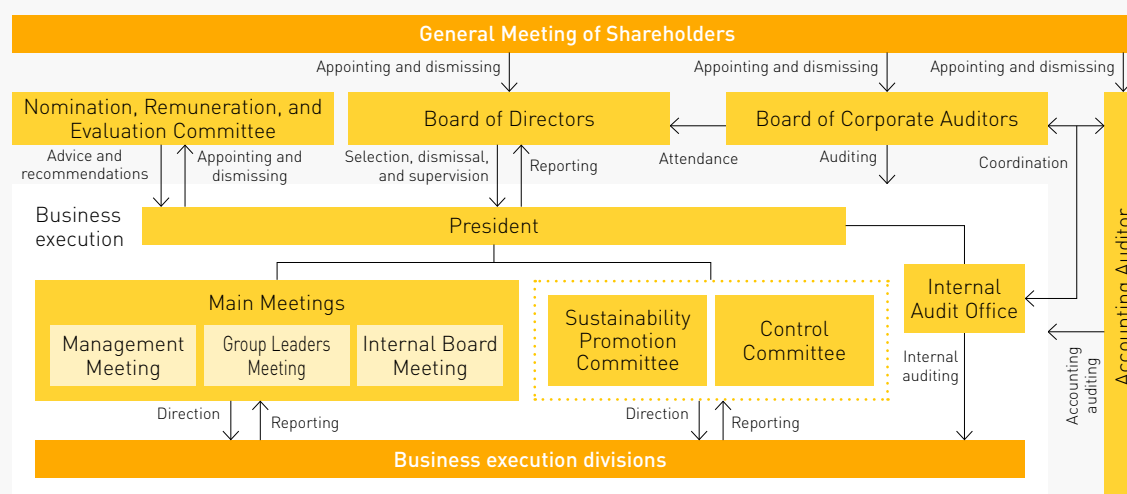 General Meeting of Shareholders
Appointing and dismissing
Appointing and dismissing
Appointing and dismissing
Nomination, Remuneration, and
Evaluation Committee
Board of Directors
Board of Corporate Auditors
Advice and
recommendations
Appointing and
dismissing
Selection, dismissal,
and supervision
Reporting
Attendance
Auditing
Coordination
Business
execution
President
Accounting Auditor
Main Meetings
Management
Meeting
Group Leaders
Meeting
Internal Board
Meeting
Sustainability
Promotion
Committee
Control
Committee
Internal
Audit Office
Internal
auditing
Accounting
auditing
Direction
Reporting
Direction
Reporting
Business execution divisions